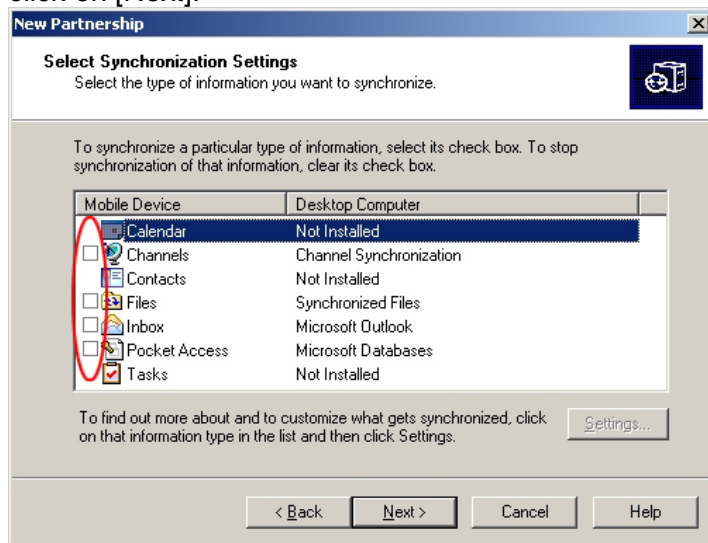 click on [Next].
New Partnership
Select Synchronization Settings
Select the type of information you want to synchronize.
To synchronize a particular type of information, select its check box. To stop
synchronization of that information, clear its check box.
Mobile Device Desktop Computer
Calendar Not Installed
Channels Channel Synchronization
Contacts Not Installed
Files Synchronized Files
Inbox Microsoft Outlook
Pocket Access Microsoft Databases
Tasks Not Installed
To find out more about and to customize what gets synchronized, click
on that information type in the list and then click Settings.
Settings...
< Back Next > Cancel Help